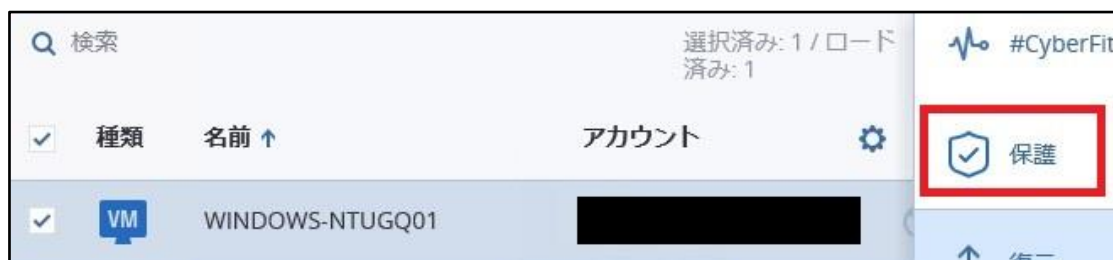 検索
選択済み: 1 / ロード
済み: 1
#CyberFit
種類 名前 ↑ アカウント
保護
VM WINDOWS-NTUGQ01